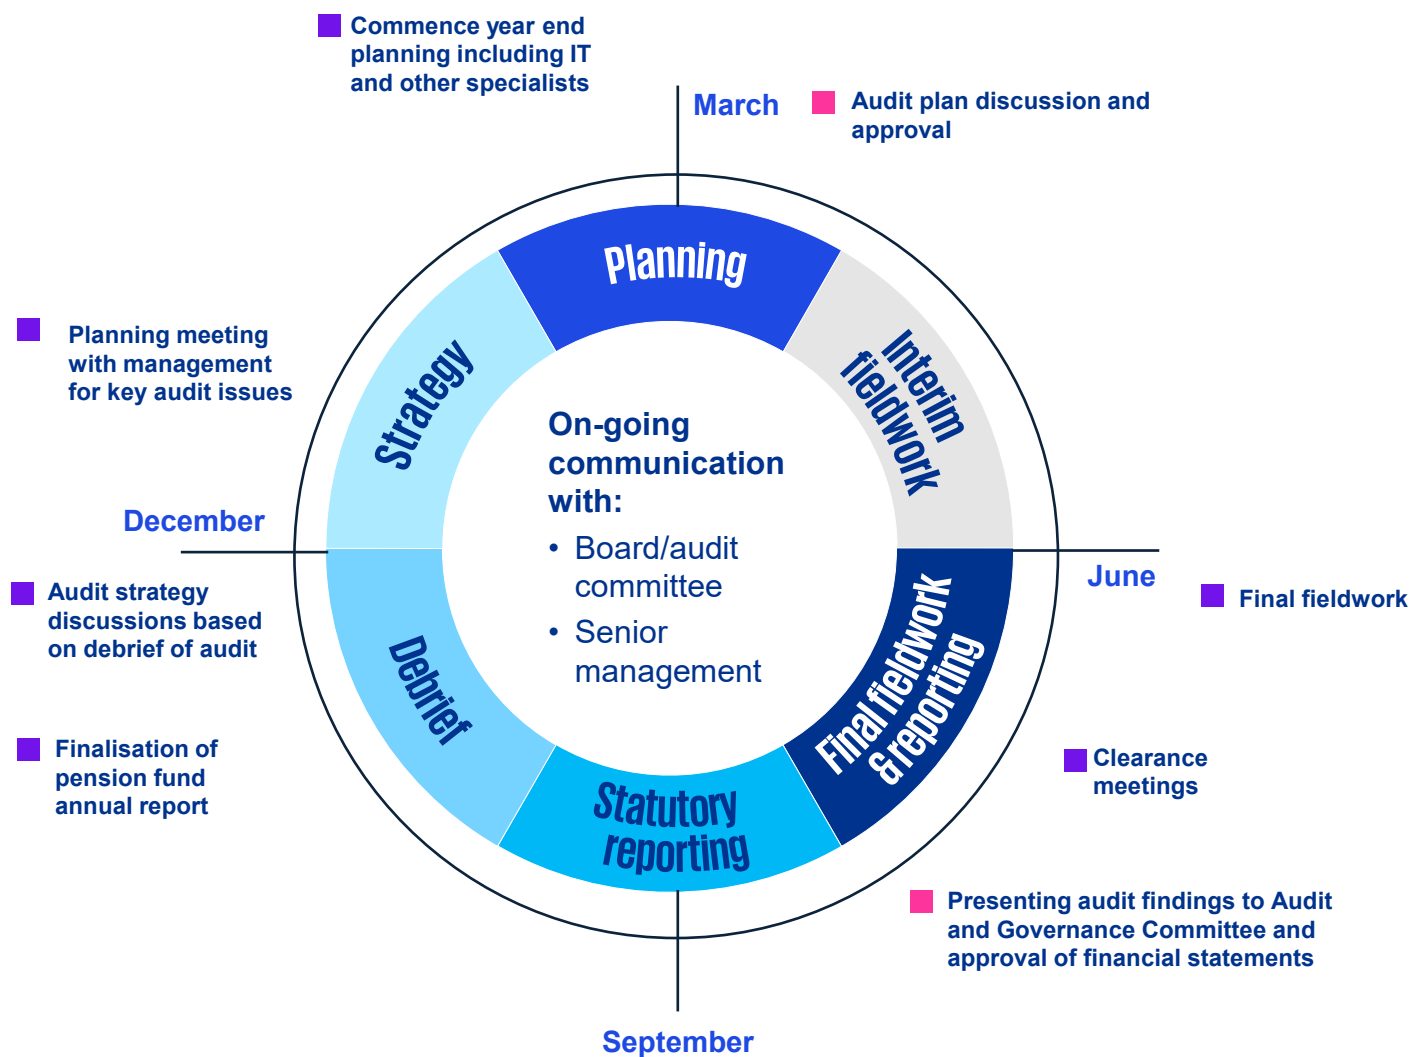 Commence year end
planning including IT
and other specialists
March
Audit plan discussion and
approval
Planning
Interim
fieldwork
Strategy
Planning meeting
with management
for key audit issues
On-going
communication
with:
• Board/audit
committee
• Senior
management
December
June
Audit strategy
discussions based
on debrief of audit
Final fieldwork
Debrief
Final fieldwork
& reporting
Finalisation of
pension fund
annual report
Clearance
meetings
Statutory
reporting
Presenting audit findings to Audit
and Governance Committee and
approval of financial statements
September